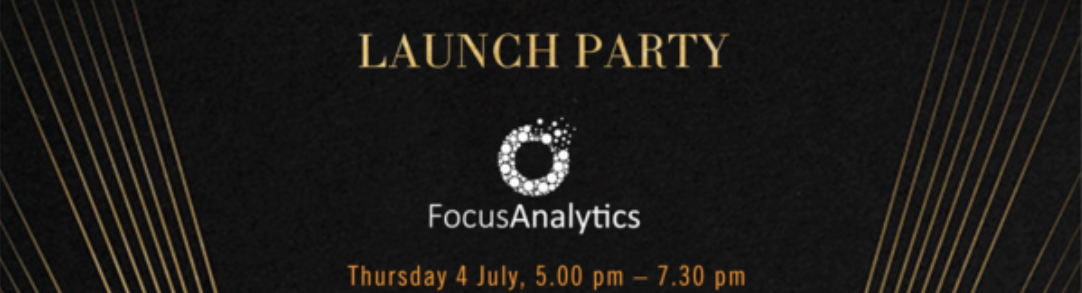 LAUNCH PARTY
FocusAnalytics
Thursday 4 July, 5.00 pm – 7.30 pm